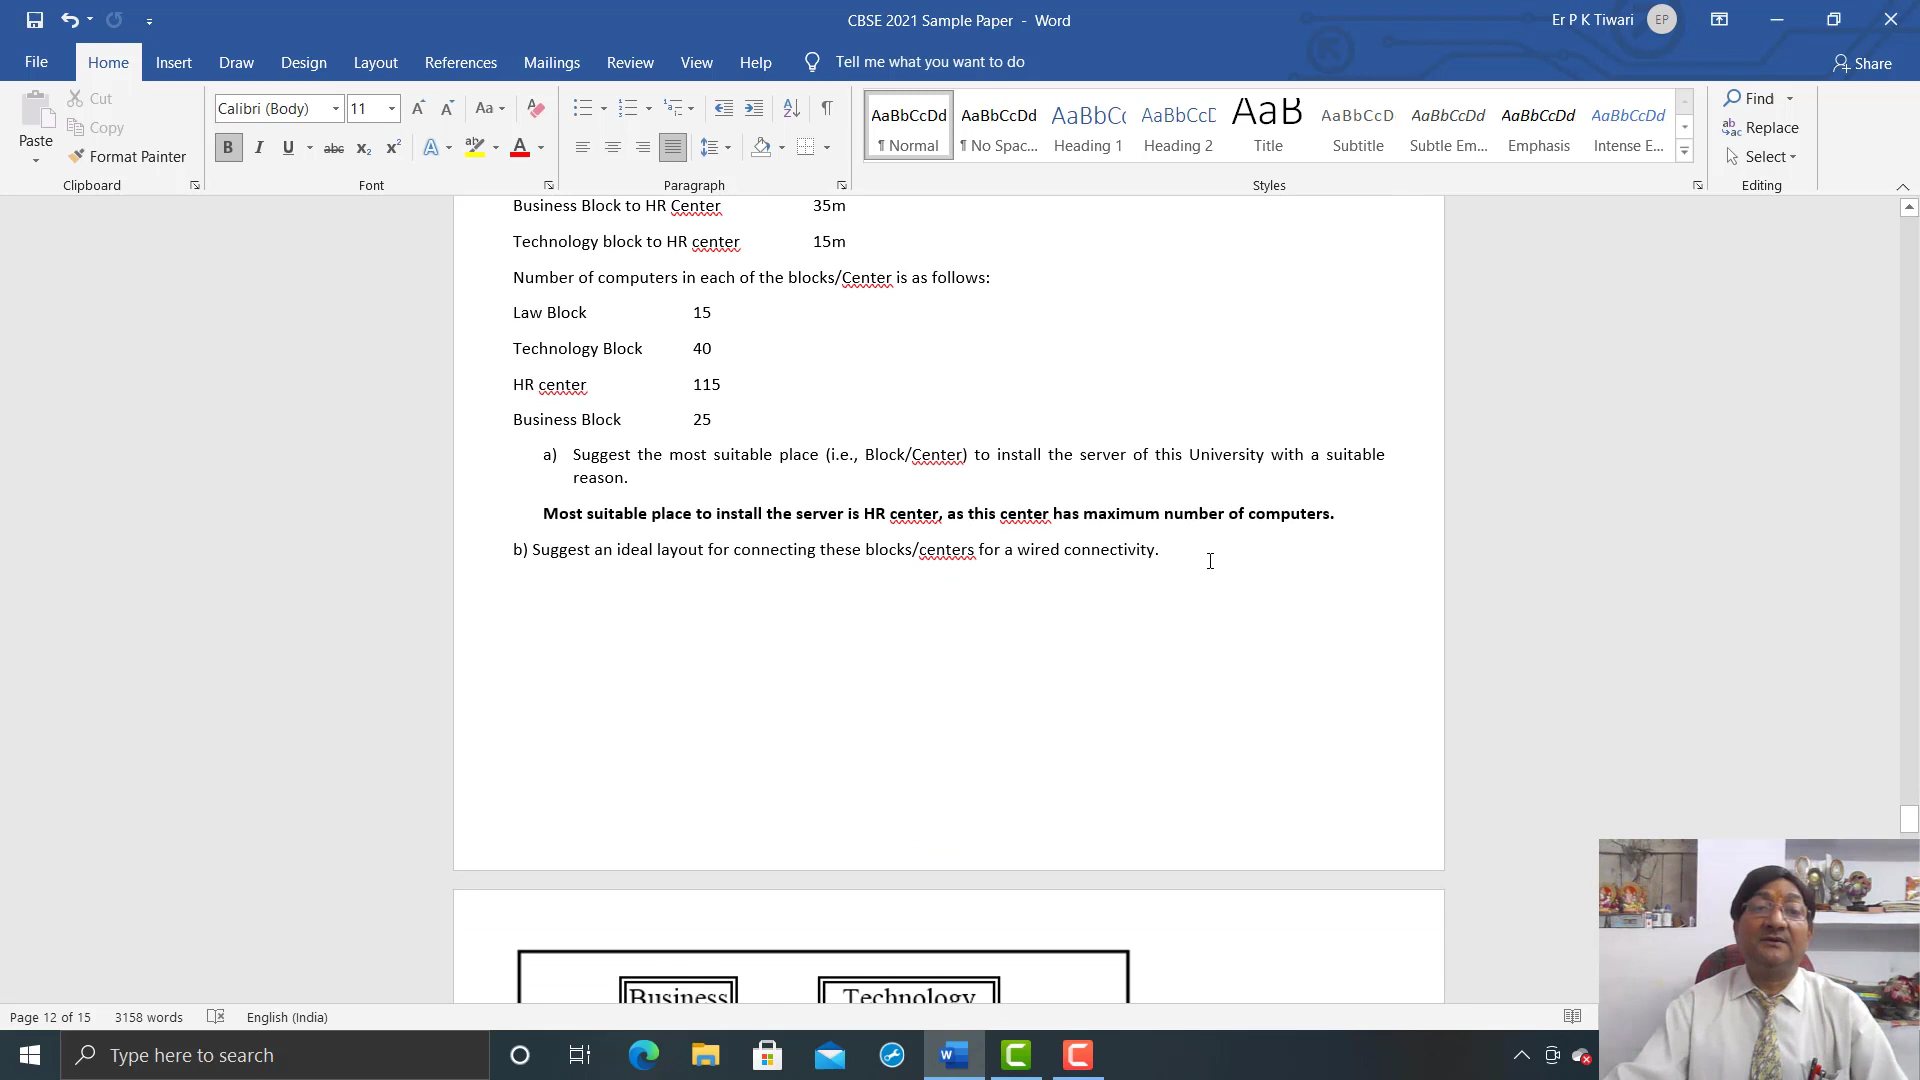 CBSE 2021 Sample Paper - Word
Er P K Tiwari
EP
File
Home
Insert
Draw
Design
Layout
References
Mailings
Review
View
Help
Tell me what you want to do
Share
Paste
Cut
Copy
Format Painter
Clipboard
Calibri (Body)
11
Font
Paragraph
AaBbCcDd
¶ Normal
AaBbCcDd
¶ No Spac...
AaBbCc
Heading 1
AaBbCcD
Heading 2
AaB
Title
AaBbCcD
Subtitle
AaBbCcDd
Subtle Em...
AaBbCcDd
Emphasis
AaBbCcDd
Intense E...
Styles
Find
Replace
Select
Editing
Business Block to HR Center 35m
Technology block to HR center 15m
Number of computers in each of the blocks/Center is as follows:
Law Block 15
Technology Block 40
HR center 115
Business Block 25
a) Suggest the most suitable place (i.e., Block/Center) to install the server of this University with a suitable
reason.
Most suitable place to install the server is HR center, as this center has maximum number of computers.
b) Suggest an ideal layout for connecting these blocks/centers for a wired connectivity.
Business
Technology
Page 12 of 15
3158 words
English (India)
Type here to search